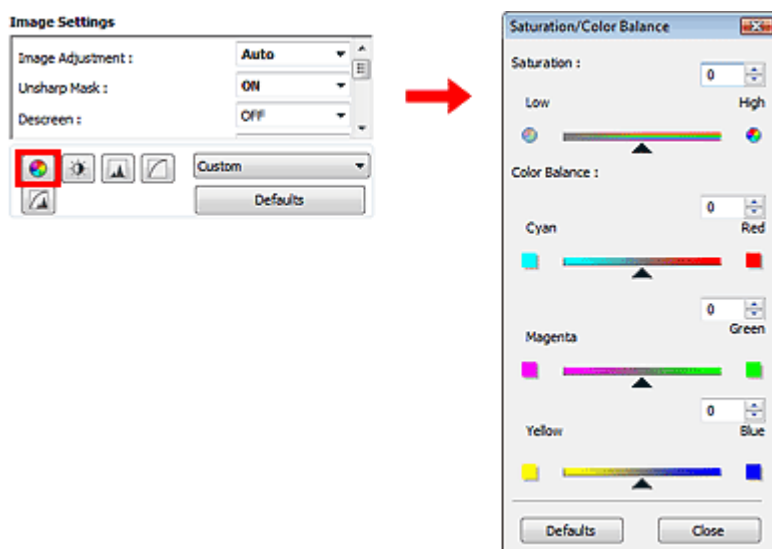 Image Settings
Image Adjustment : Auto
Unsharp Mask : ON
Descreen : OFF
Custom
Defaults
Saturation/Color Balance
Saturation :
0
Low High
Color Balance :
0
Cyan Red
0
Magenta Green
0
Yellow Blue
Defaults Close